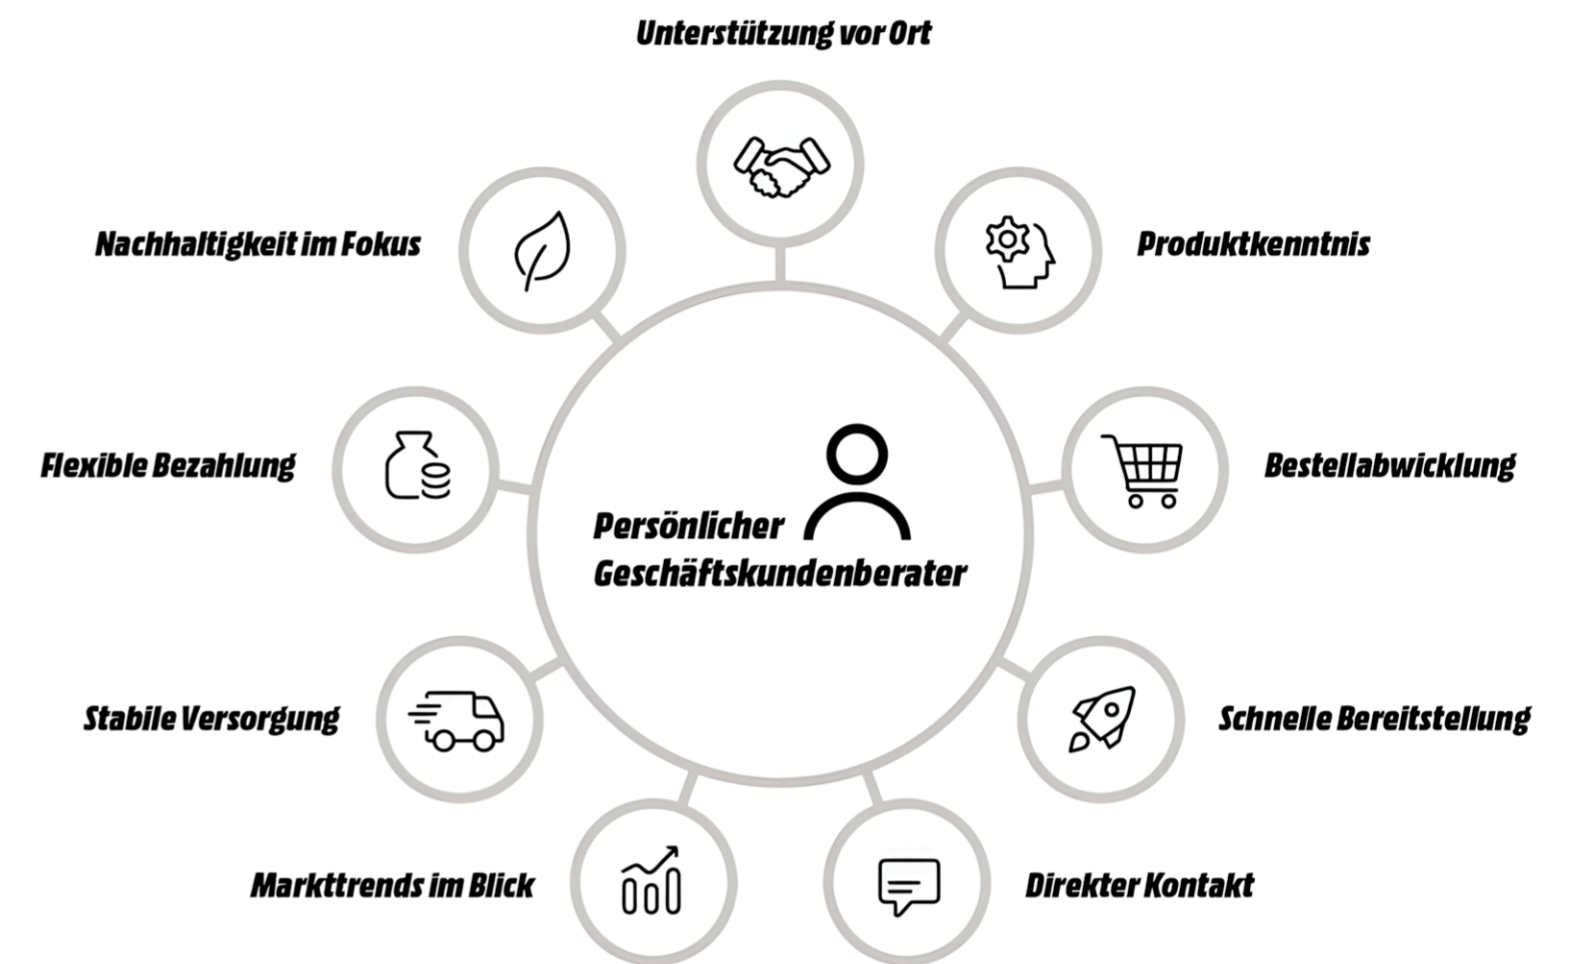 Unterstützung vor Ort
Nachhaltigkeit im Fokus
Produktkenntnis
Flexible Bezahlung
Bestellabwicklung
Persönlicher
Geschäftskundenberater
Stabile Versorgung
Schnelle Bereitstellung
Markttrends im Blick
Direkter Kontakt